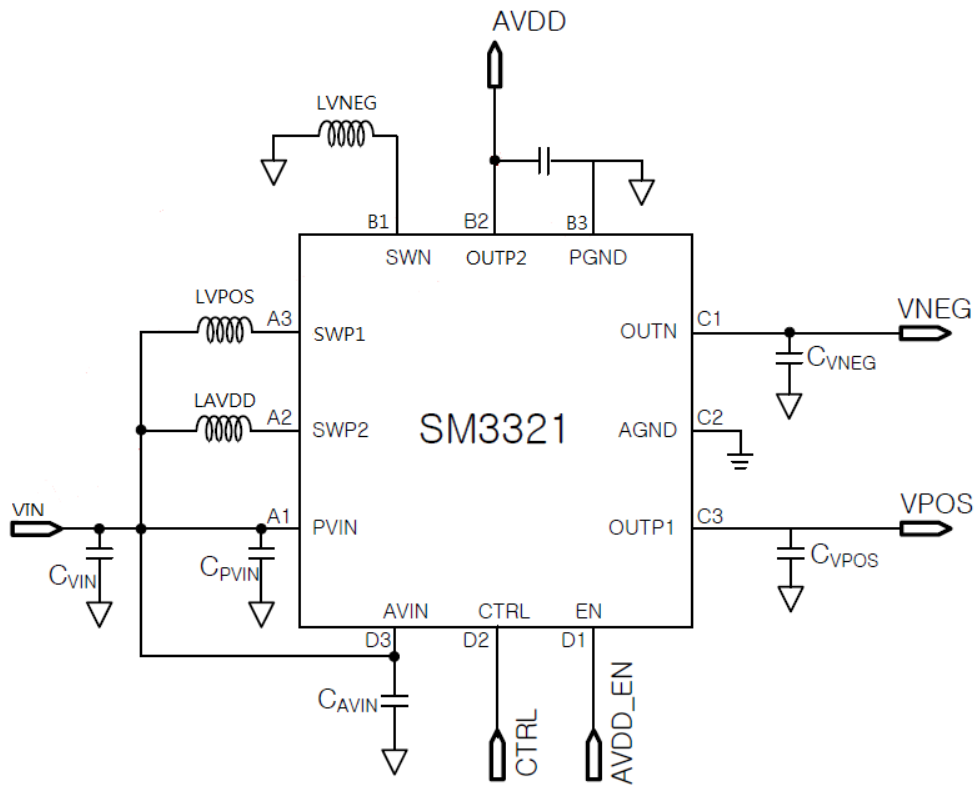 AVDD
LVNEG
B1
B2
B3
SWN
OUTP2
PGND
LVPOS
A3
SWP1
OUTN
C1
VNEG
CVNEG
LAVDD
A2
SWP2
SM3321
AGND
C2
VIN
A1
PVIN
OUTP1
C3
VPOS
CVIN
CPVIN
CVPOS
AVIN
CTRL
EN
D3
D2
D1
CAVIN
CTRL
AVDD_EN